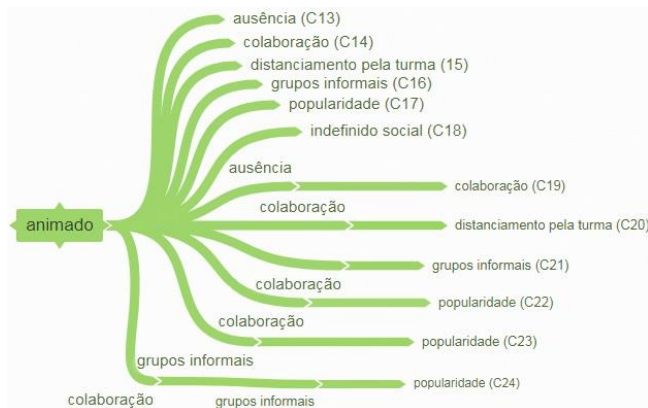 ausência (C13)
colaboração (C14)
distanciamento pela turma (15)
grupos informais (C16)
popularidade (C17)
indefinido social (C18)
ausência
colaboração (C19)
colaboração
animado
distanciamento pela turma (C20)
grupos informais (C21)
colaboração
popularidade (C22)
colaboração
popularidade (C23)
grupos informais
popularidade (C24)
colaboração
grupos informais